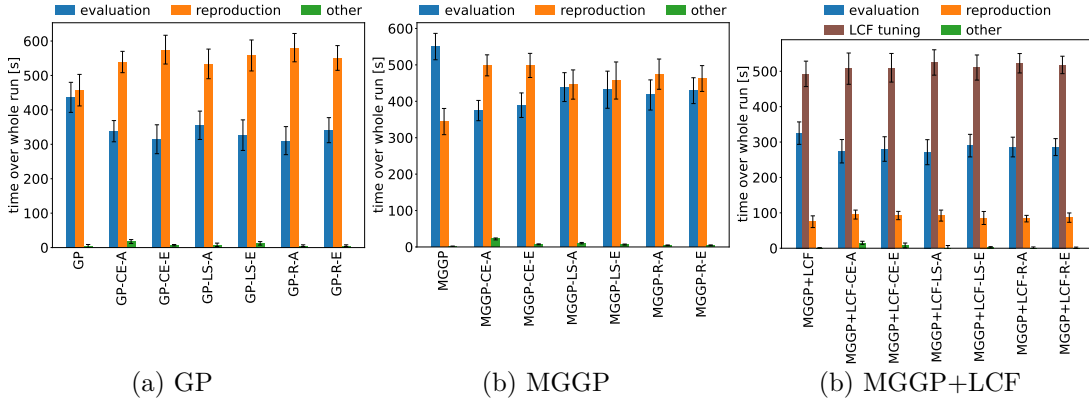 evaluation reproduction other
time over whole run [s]
600
500
400
300
200
100
0
GP
GP-CE-A
GP-CE-E
GP-LS-A
GP-LS-E
GP-R-A
GP-R-E
(a) GP
evaluation reproduction other
time over whole run [s]
600
500
400
300
200
100
0
MGGP
MGGP-CE-A
MGGP-CE-E
MGGP-LS-A
MGGP-LS-E
MGGP-R-A
MGGP-R-E
(b) MGGP
evaluation reproduction
LCF tuning other
time over whole run [s]
500
400
300
200
100
0
MGGP+LCF
MGGP+LCF-CE-A
MGGP+LCF-CE-E
MGGP+LCF-LS-A
MGGP+LCF-LS-E
MGGP+LCF-R-A
MGGP+LCF-R-E
(b) MGGP+LCF